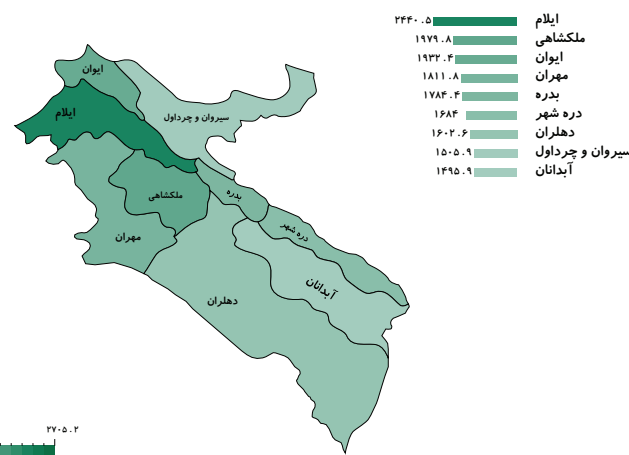 ایلام ۲۴۴۰.۵
ملکشاهی ۱۹۷۹.۸
ایوان ۱۹۳۲.۴
مهران ۱۸۱۱.۸
بدره ۱۷۸۴.۴
دره شهر ۱۶۸۴
دهلران ۱۶۰۲.۶
سیروان و چرداول ۱۵۰۵.۹
آبدانان ۱۴۹۵.۹
ایوان
ایلام
سیروان و چرداول
ملکشاهی
بدره
مهران
دره شهر
آبدانان
دهلران
۲۷۰۵.۲